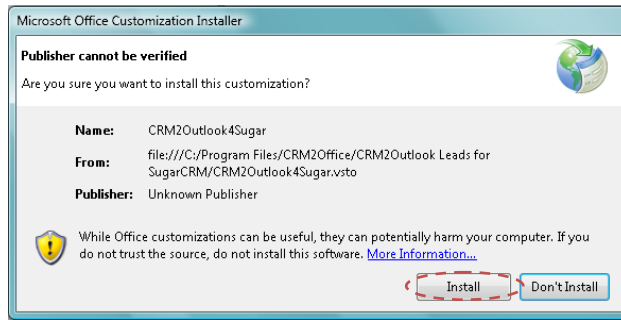 Microsoft Office Customization Installer
Publisher cannot be verified
Are you sure you want to install this customization?
Name: CRM2Outlook4Sugar
From: file:///C:/Program Files/CRM2Office/CRM2Outlook Leads for
SugarCRM/CRM2Outlook4Sugar.vsto
Publisher: Unknown Publisher
While Office customizations can be useful, they can potentially harm your computer. If you
do not trust the source, do not install this software. More Information...
Install Don't Install